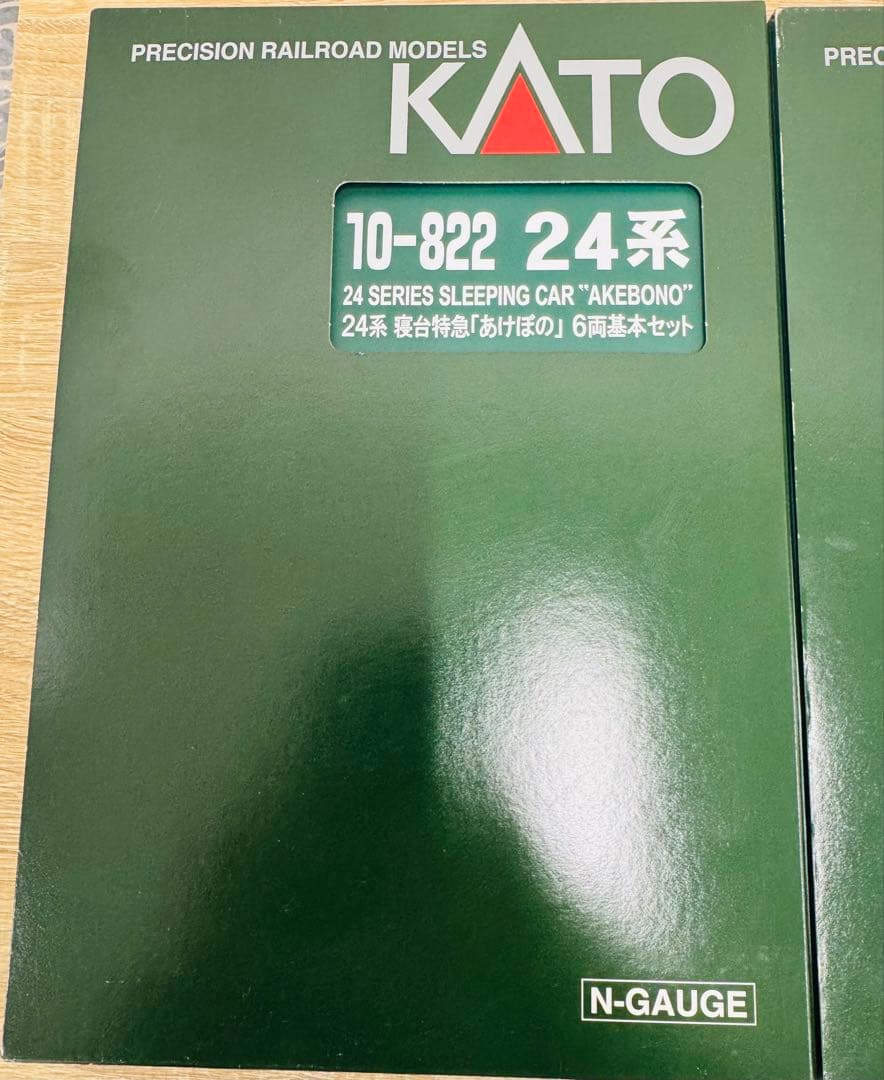 PRECISION RAILROAD MODELS
KATO
10-822 24系
24 SERIES SLEEPING CAR "AKEBONO"
24系 寝台特急「あけぼの」 6両基本セット
N-GAUGE
PREC